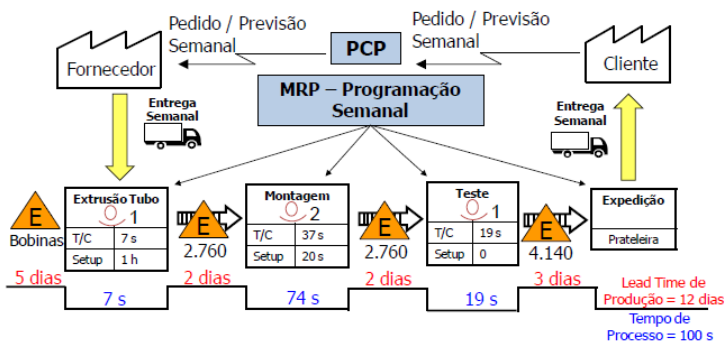 Pedido / Previsão
Semanal
Pedido / Previsão
Semanal
PCP
Fornecedor
Cliente
MRP – Programação
Semanal
Entrega
Semanal
Entrega
Semanal
E
Bobinas
Extrusão Tubo
1
T/C 7 s
Setup 1 h
E
2.760
Montagem
2
T/C 37 s
Setup 20 s
E
2.760
Teste
1
T/C 19 s
Setup 0
E
4.140
Expedição
Prateleira
5 dias
2 dias
2 dias
3 dias
7 s
74 s
19 s
Lead Time de
Produção = 12 dias
Tempo de
Processo = 100 s